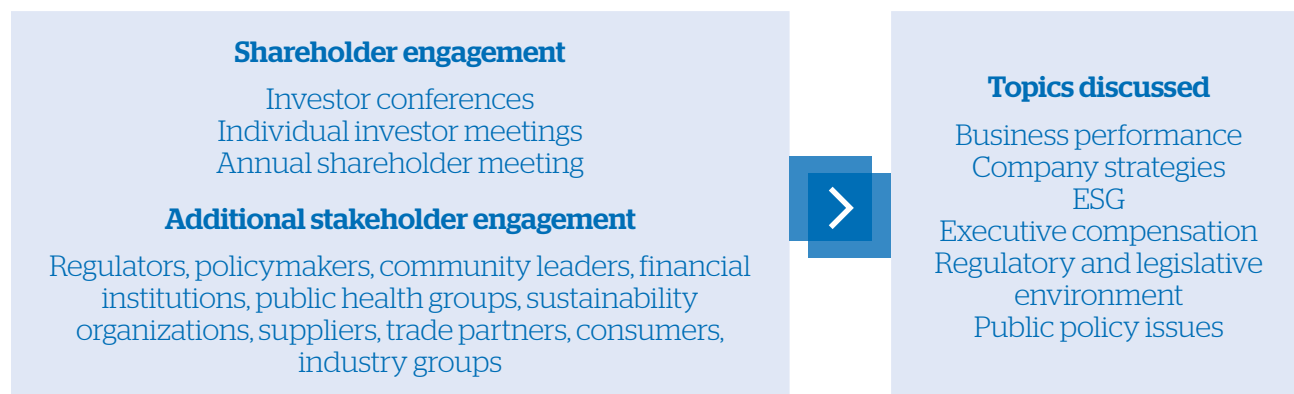 Shareholder engagement
Investor conferences
Individual investor meetings
Annual shareholder meeting
Additional stakeholder engagement
Regulators, policymakers, community leaders, financial
institutions, public health groups, sustainability
organizations, suppliers, trade partners, consumers,
industry groups
Topics discussed
Business performance
Company strategies
ESG
Executive compensation
Regulatory and legislative
environment
Public policy issues